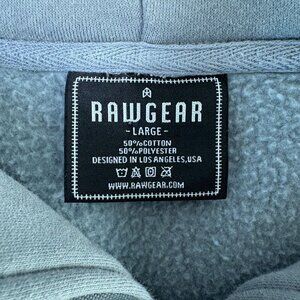 RAWGEAR
- LARGE -
50%COTTON
50%POLYESTER
DESIGNED IN LOS ANGELES,USA
WWW.RAWGEAR.COM